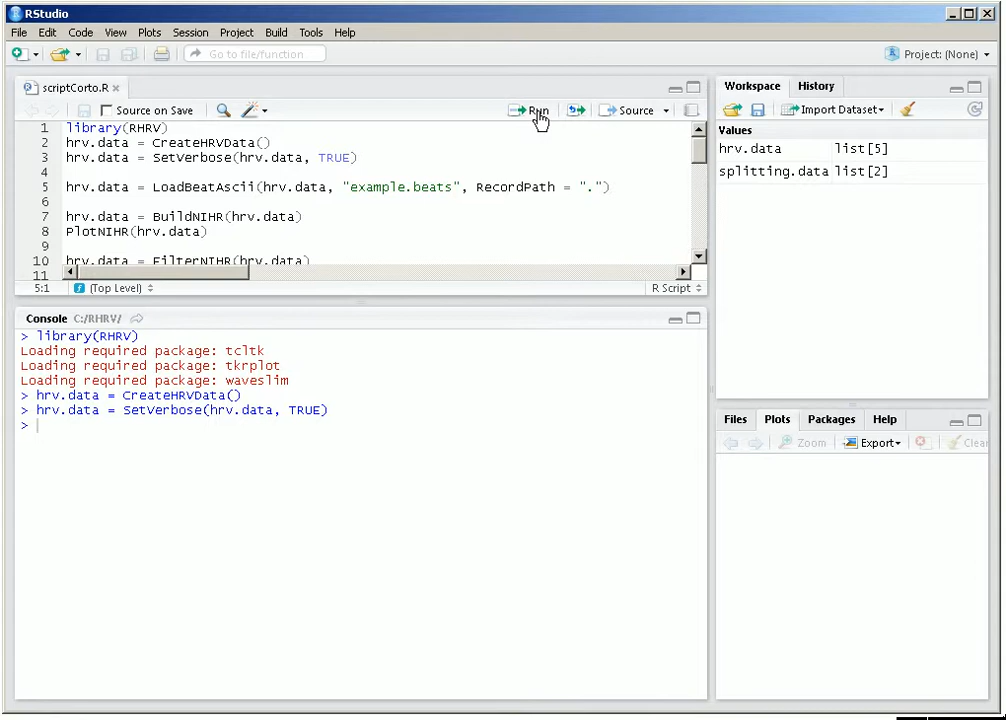 RStudio
File Edit Code View Plots Session Project Build Tools Help
Go to file/function
Project: (None)
scriptCorto.R
Source on Save
Run
Source
1 library(RHRV)
2 hrv.data = CreateHRVData()
3 hrv.data = SetVerbose(hrv.data, TRUE)
4
5 hrv.data = LoadBeatAscii(hrv.data, "example.beats", RecordPath = ".")
6
7 hrv.data = BuildNIHR(hrv.data)
8 PlotNIHR(hrv.data)
9
10 hrv.data = FilterNIHR(hrv.data)
11
5:1 (Top Level) R Script
Console C:/RHRV/
> library(RHRV)
Loading required package: tcltk
Loading required package: tkrplot
Loading required package: waveslim
> hrv.data = CreateHRVData()
> hrv.data = SetVerbose(hrv.data, TRUE)
>
Workspace History
Import Dataset
Values
hrv.data list[5]
splitting.data list[2]
Files Plots Packages Help
Zoom Export Clear